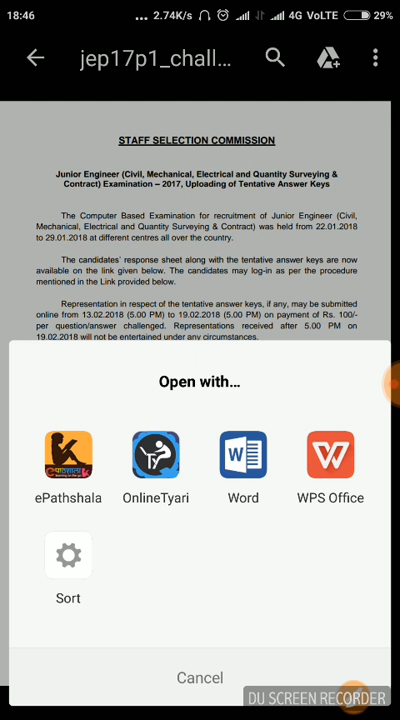 18:46 ... 2.74K/s 4G VoLTE 29%
jep17p1_chall...
STAFF SELECTION COMMISSION
Junior Engineer (Civil, Mechanical, Electrical and Quantity Surveying &
Contract) Examination – 2017, Uploading of Tentative Answer Keys
The Computer Based Examination for recruitment of Junior Engineer (Civil,
Mechanical, Electrical and Quantity Surveying & Contract) was held from 22.01.2018
to 29.01.2018 at different centres all over the country.
The candidates' response sheet along with the tentative answer keys are now
available on the link given below. The candidates may log-in as per the procedure
mentioned in the Link provided below.
Representation in respect of the tentative answer keys, if any, may be submitted
online from 13.02.2018 (5.00 PM) to 19.02.2018 (5.00 PM) on payment of Rs. 100/-
per question/answer challenged. Representations received after 5.00 PM on
19.02.2018 will not be entertained under any circumstances.
Open with...
ePathshala OnlineTyari Word WPS Office
Sort
Cancel
DU SCREEN RECORDER